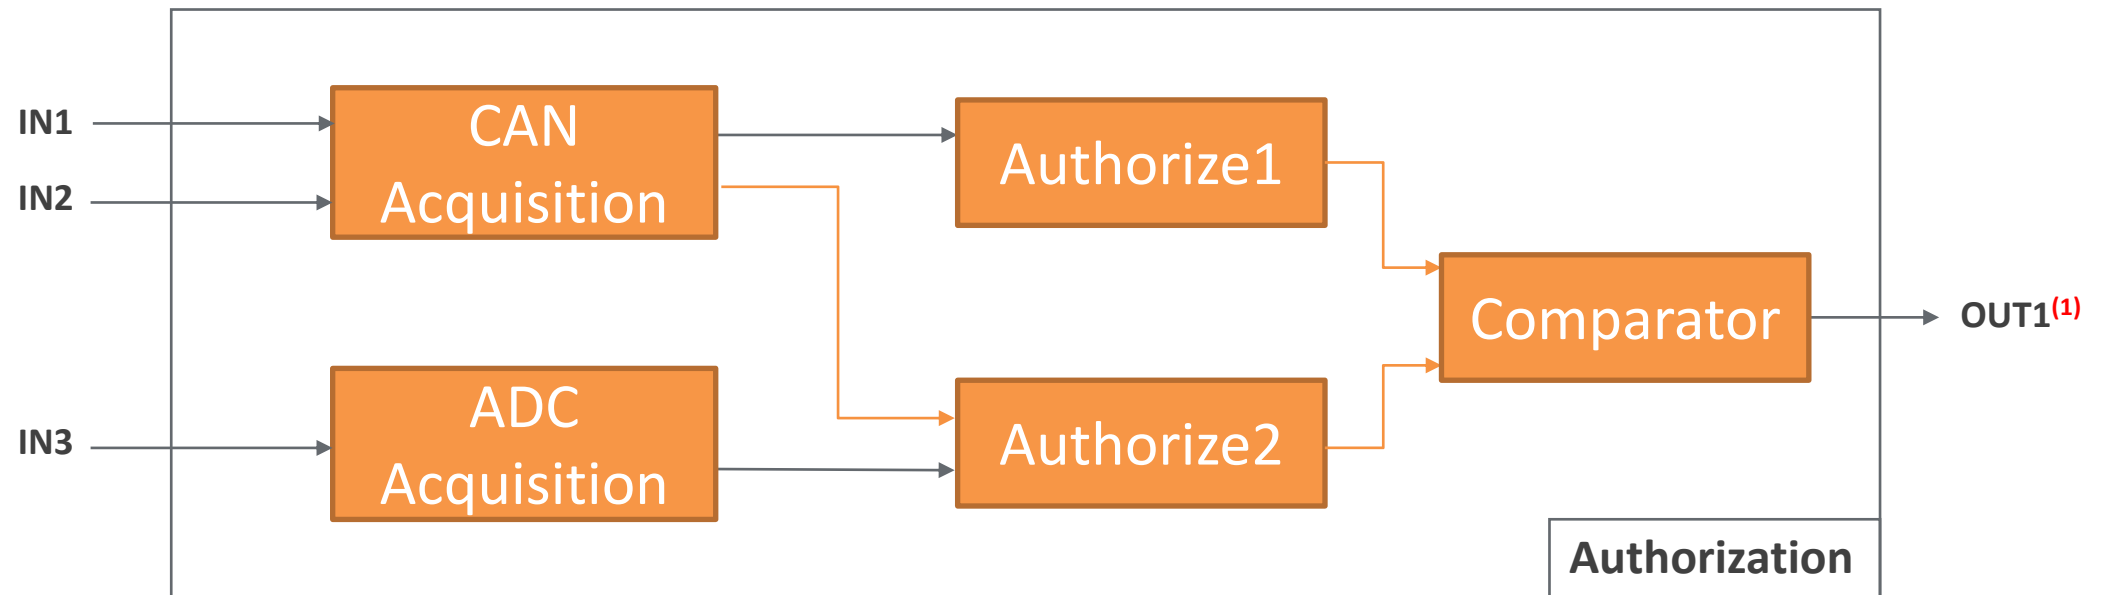 IN1
IN2
IN3
CAN
Acquisition
ADC
Acquisition
Authorize1
Authorize2
Comparator
OUT1(1)
Authorization